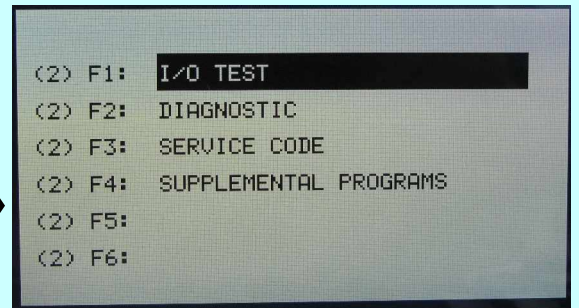 (2) F1: I/O TEST
(2) F2: DIAGNOSTIC
(2) F3: SERVICE CODE
(2) F4: SUPPLEMENTAL PROGRAMS
(2) F5:
(2) F6: